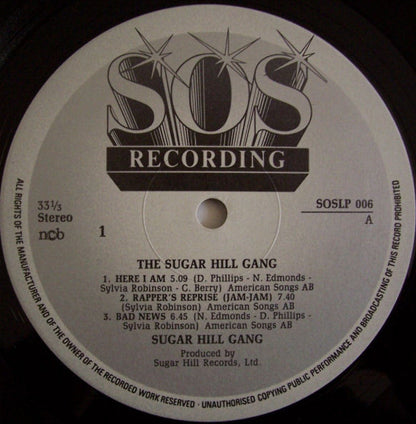 SOS
RECORDING
33⅓
Stereo
ncb
1
SOSLP 006
A
THE SUGAR HILL GANG
1. HERE I AM 5.09 (D. Phillips - N. Edmonds -
Sylvia Robinson - C. Berry) American Songs AB
2. RAPPER'S REPRISE (JAM-JAM) 7.40
(Sylvia Robinson) American Songs AB
3. BAD NEWS 6.45 (N. Edmonds - D. Phillips -
Sylvia Robinson) American Songs AB
SUGAR HILL GANG
Produced by
Sugar Hill Records, Ltd.
ALL RIGHTS OF THE MANUFACTURER AND OF THE OWNER OF THE RECORDED WORK RESERVED · UNAUTHORISED COPYING PUBLIC PERFORMANCE AND BROADCASTING OF THIS RECORD PROHIBITED